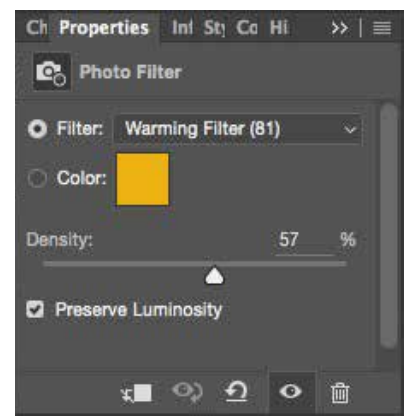 Ch Properties Inf Sty Co Hi >>
Photo Filter
Filter: Warming Filter (81)
Color:
Density: 57 %
Preserve Luminosity